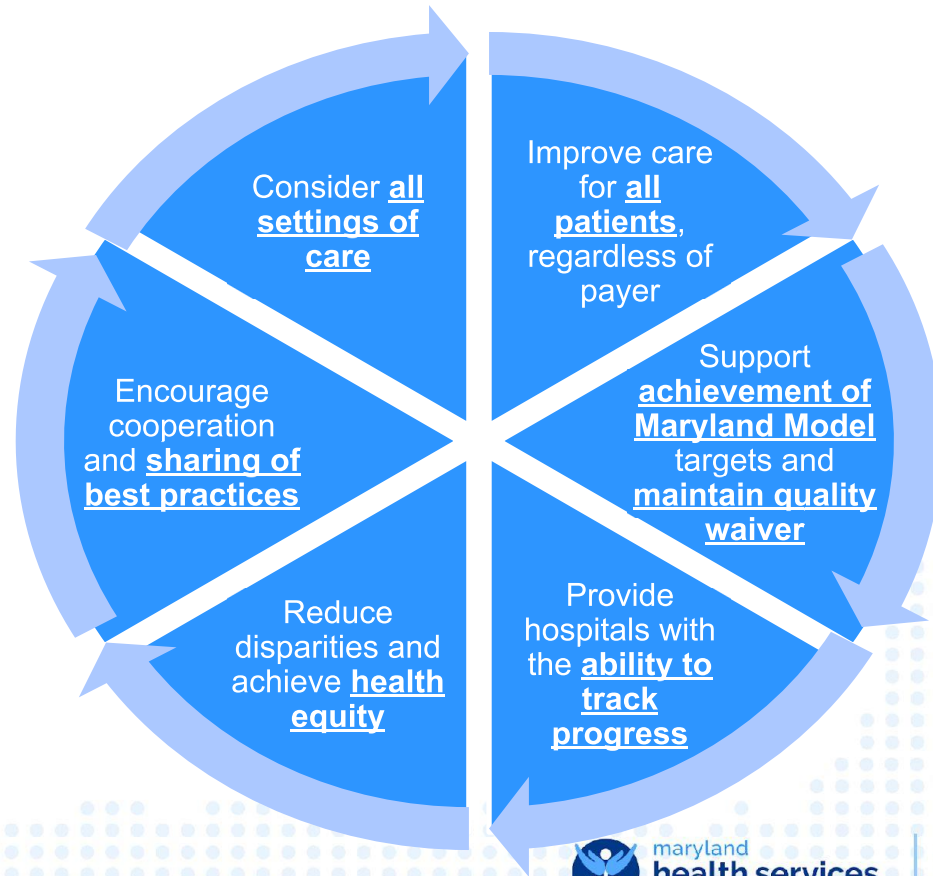 Improve care
for all
patients,
regardless of
payer
Support
achievement of
Maryland Model
targets and
maintain quality
waiver
Provide
hospitals with
the ability to
track
progress
Reduce
disparities and
achieve health
equity
Encourage
cooperation
and sharing of
best practices
Consider all
settings of
care
maryland
health services